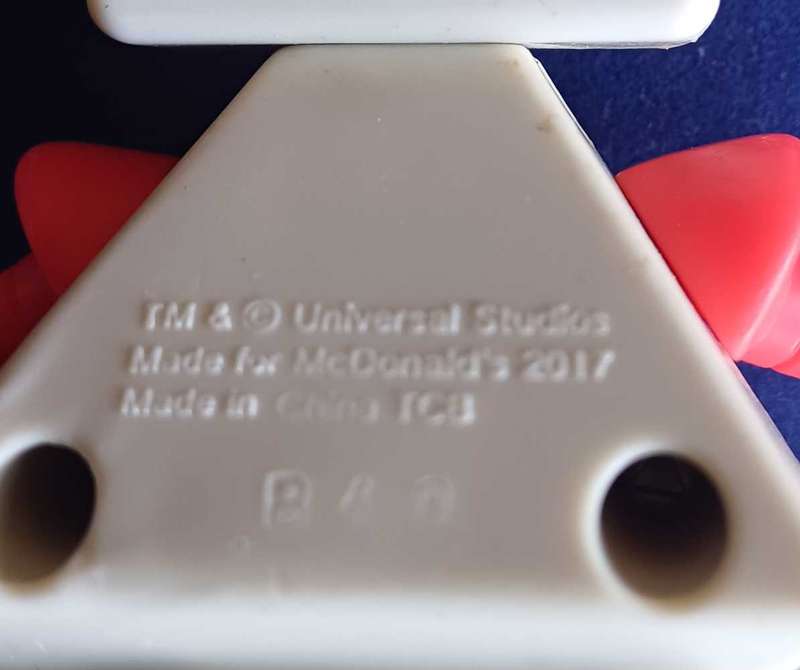 TM & © Universal Studios
Made for McDonald's 2017
Made in China TCB